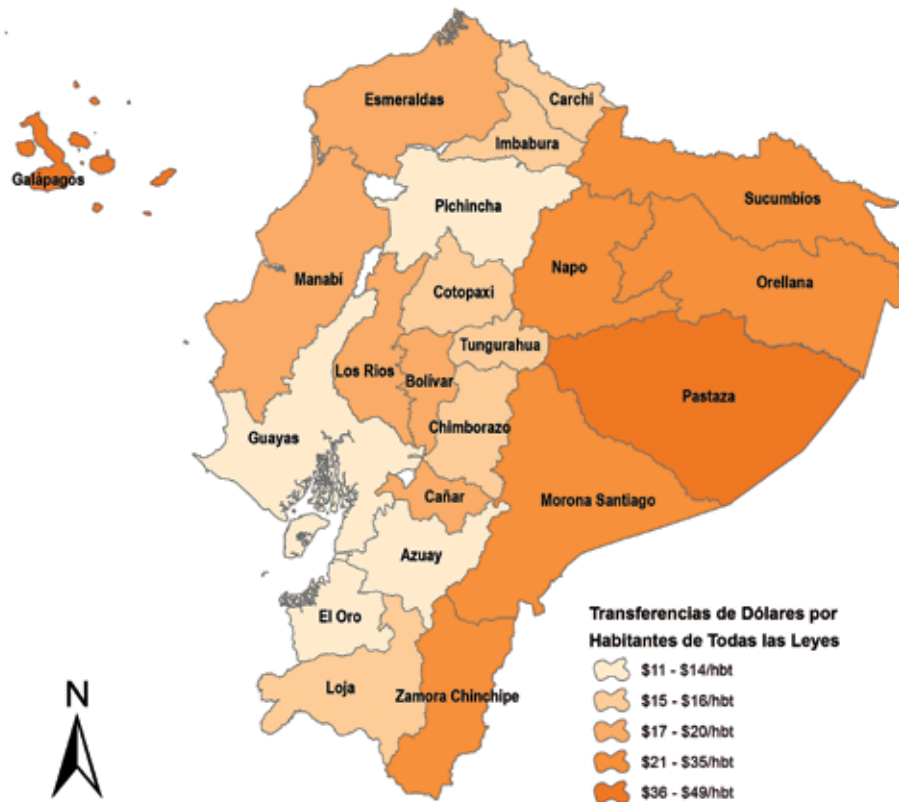 Esmeraldas
Carchi
Imbabura
Galápagos
Pichincha
Sucumbíos
Manabí
Napo
Orellana
Cotopaxi
Tungurahua
Los Rios
Bolívar
Pastaza
Guayas
Chimborazo
Cañar
Morona Santiago
Azuay
El Oro
Loja
Zamora Chinchipe
N
Transferencias de Dólares por
Habitantes de Todas las Leyes
$11 - $14/hbt
$15 - $16/hbt
$17 - $20/hbt
$21 - $35/hbt
$36 - $49/hbt